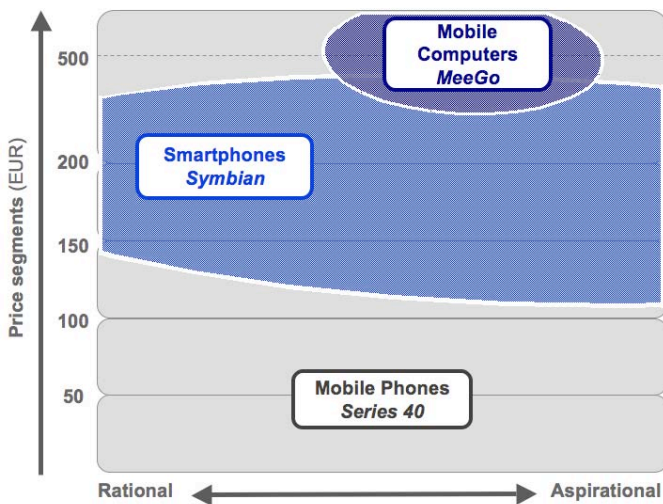 Price segments (EUR)
500
200
150
100
50
Mobile
Computers
MeeGo
Smartphones
Symbian
Mobile Phones
Series 40
Rational
Aspirational